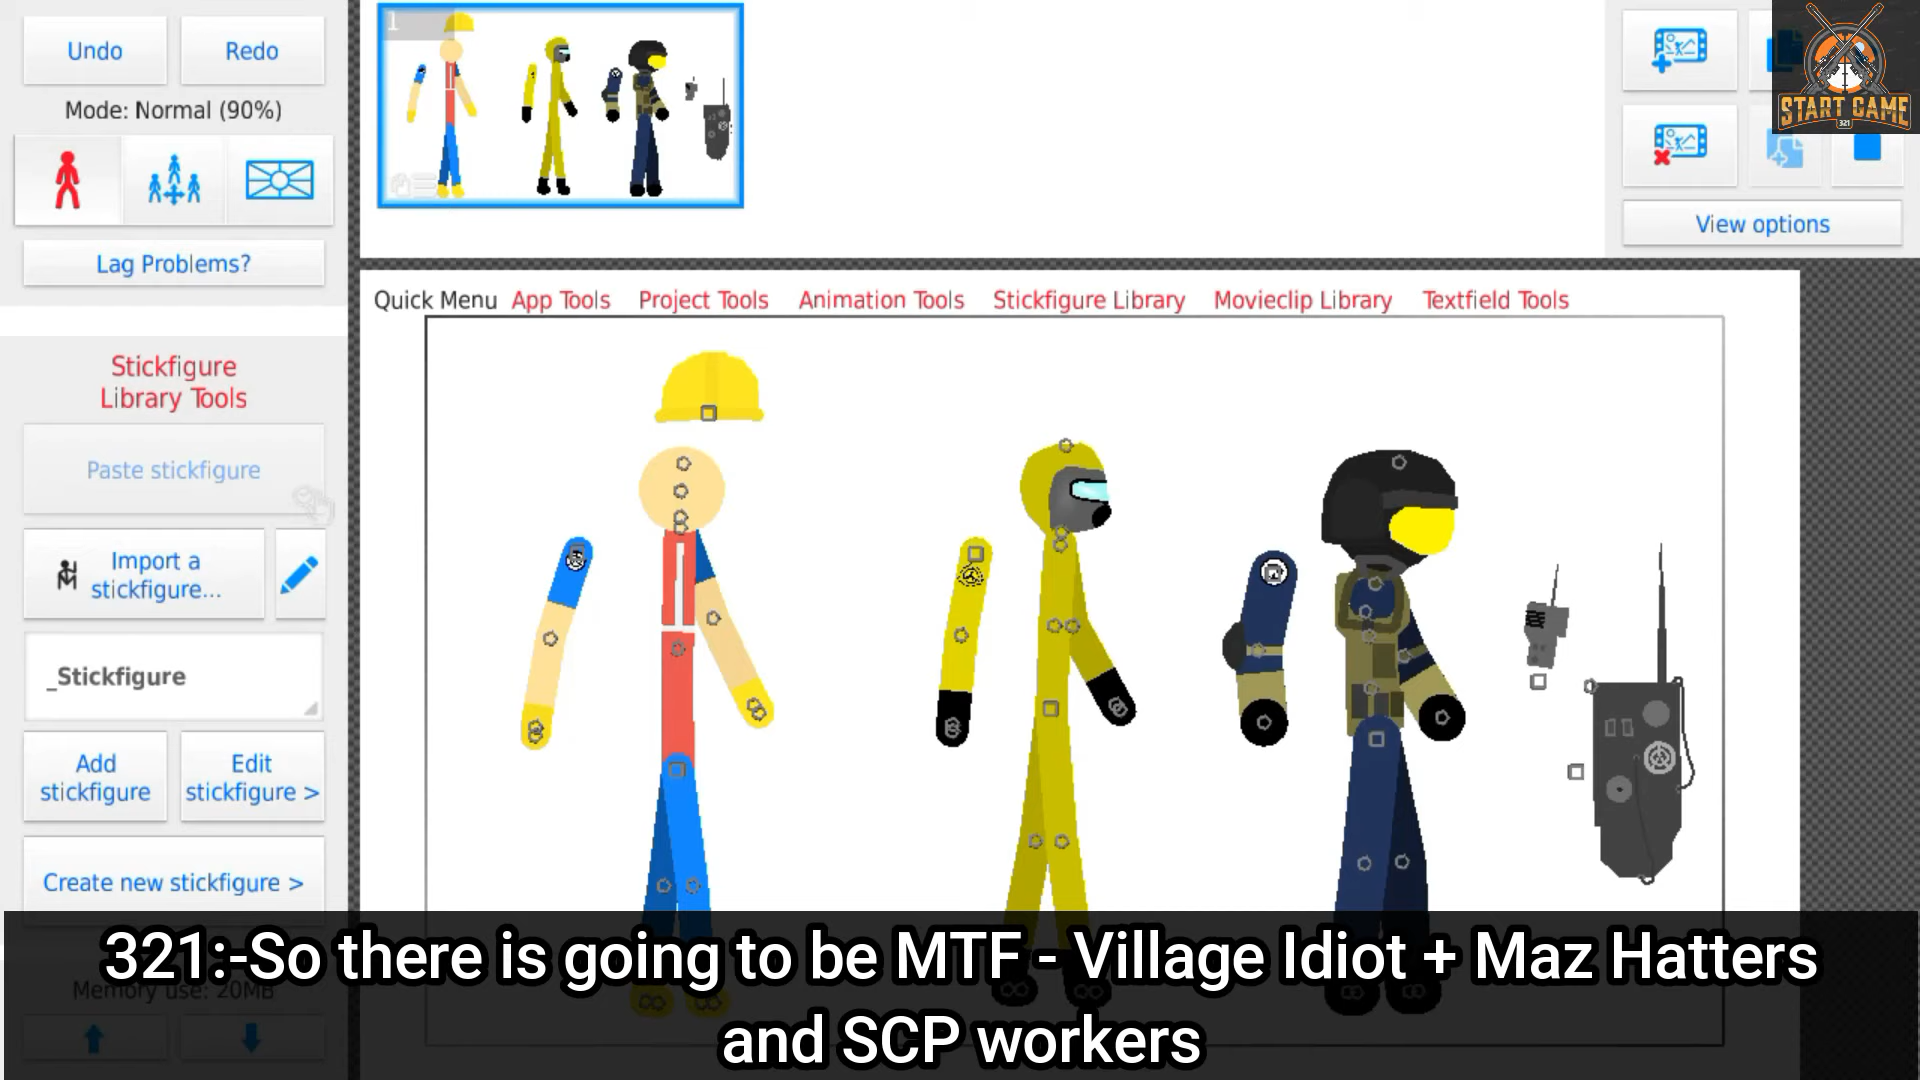 Undo
Redo
Mode: Normal (90%)
Lag Problems?
1
START GAME
321
View options
Quick Menu
App Tools
Project Tools
Animation Tools
Stickfigure Library
Movieclip Library
Textfield Tools
Stickfigure
Library Tools
Paste stickfigure
Import a
stickfigure...
_Stickfigure
Add
stickfigure
Edit
stickfigure >
Create new stickfigure >
Memory use: 20MB
321:-So there is going to be MTF - Village Idiot + Maz Hatters
and SCP workers